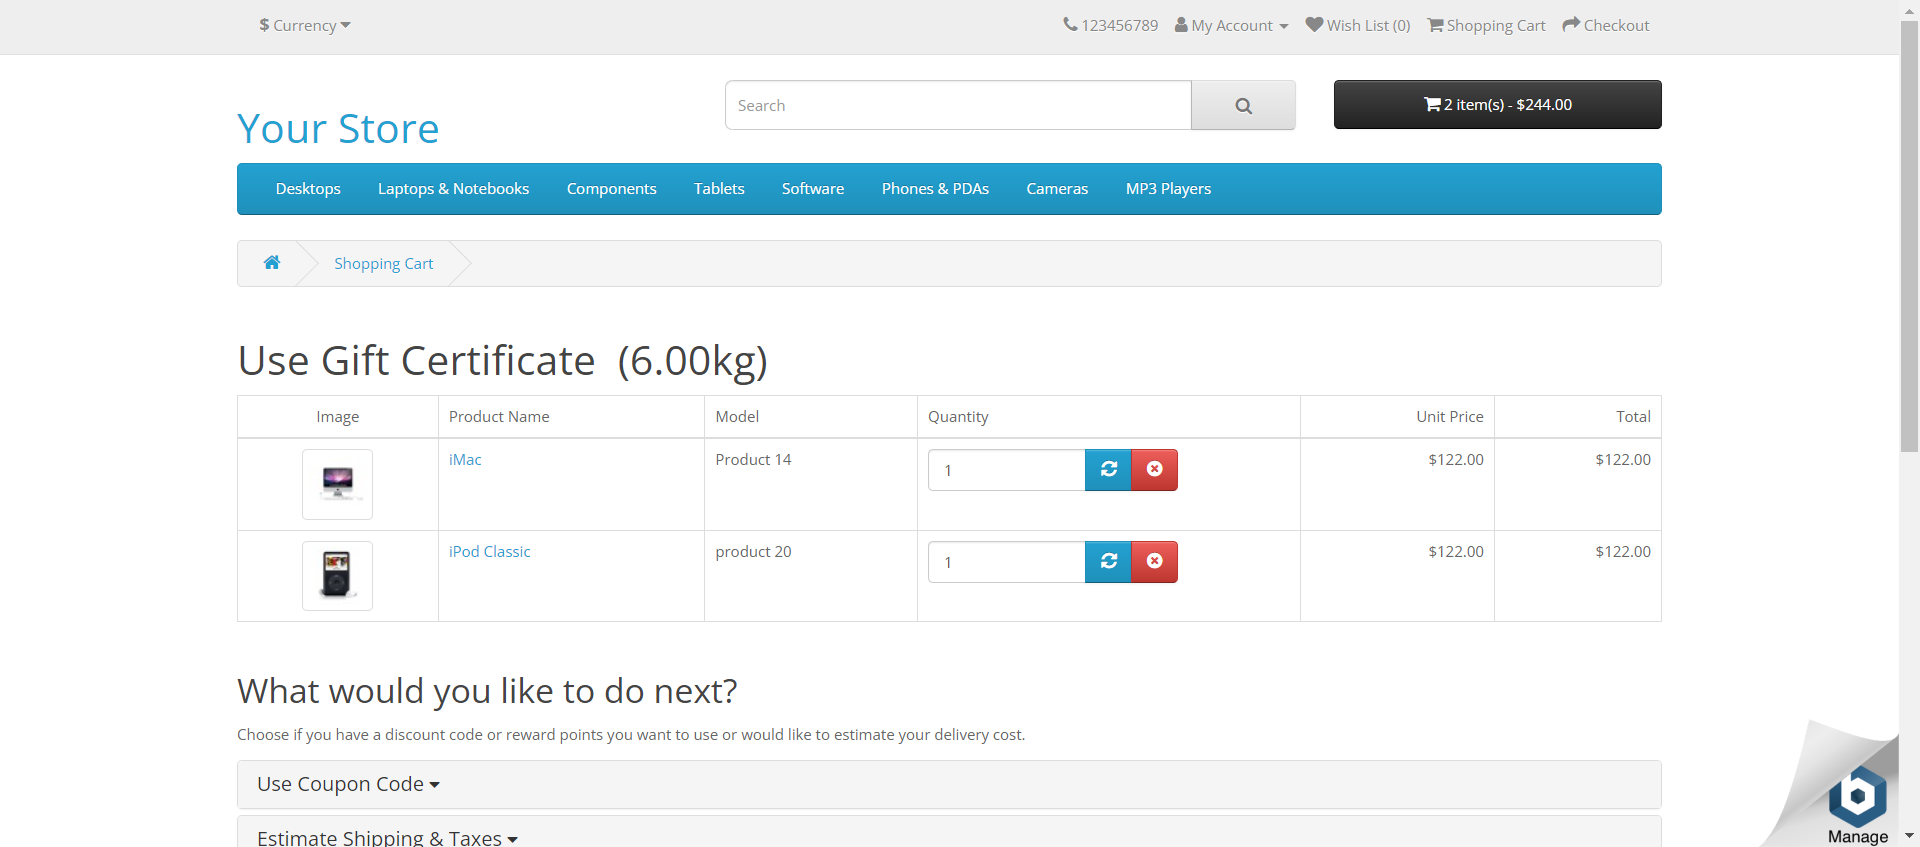 $ Currency
123456789 My Account Wish List (0) Shopping Cart Checkout
Search
2 item(s) - $244.00
Your Store
Desktops Laptops & Notebooks Components Tablets Software Phones & PDAs Cameras MP3 Players
Shopping Cart
Use Gift Certificate (6.00kg)
Image Product Name Model Quantity Unit Price Total
iMac Product 14 1 $122.00 $122.00
iPod Classic product 20 1 $122.00 $122.00
What would you like to do next?
Choose if you have a discount code or reward points you want to use or would like to estimate your delivery cost.
Use Coupon Code
Estimate Shipping & Taxes
b
Manage